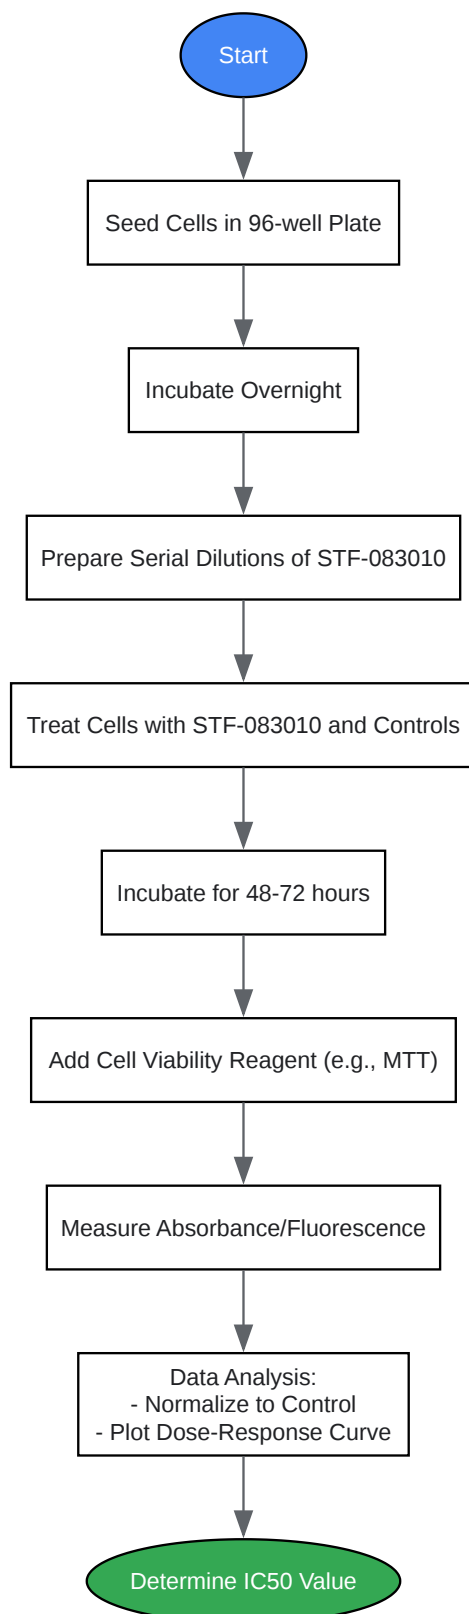 Start
Seed Cells in 96-well Plate
Incubate Overnight
Prepare Serial Dilutions of STF-083010
Treat Cells with STF-083010 and Controls
Incubate for 48-72 hours
Add Cell Viability Reagent (e.g., MTT)
Measure Absorbance/Fluorescence
Data Analysis:
- Normalize to Control
- Plot Dose-Response Curve
Determine IC50 Value